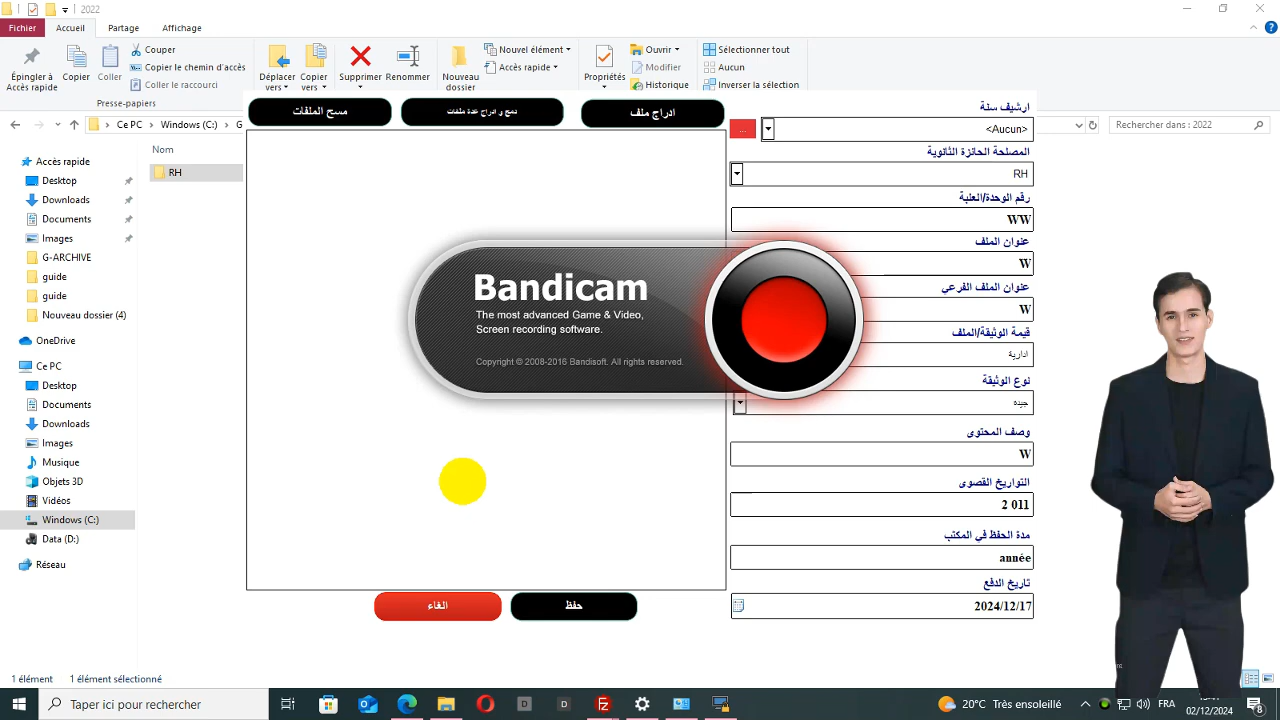 2022
Fichier Accueil Partage Affichage
Épingler à Accès rapide
Copier
Coller
Couper
Copier le chemin d'accès
Coller le raccourci
Presse-papiers
Déplacer
Copier
Supprimer
Renommer
Nouveau dossier
Nouvel élément
Accès rapide
Propriétés
Ouvrir
Modifier
Historique
Sélectionner tout
Aucun
Inverser la sélection
Ce PC > Windows (C:) > G
Rechercher dans : 2022
Nom
RH
Accès rapide
Desktop
Downloads
Documents
Images
G-ARCHIVE
guide
guide
Nouveau dossier (4)
OneDrive
Ce PC
Desktop
Documents
Downloads
Images
Musique
Objets 3D
Vidéos
Windows (C:)
Data (D:)
Réseau
ادراج ملف
دمج و ادراج عدة ملفات
مسح الملفات
ارشيف سنة
<Aucun>
...
المصلحة الحائزة الثانوية
RH
رقم الوحدة/العلبة
WW
عنوان الملف
W
عنوان الملف الفرعي
W
قيمة الوثيقة/الملف
ادارية
نوع الوثيقة
جيده
وصف المحتوى
W
التواريخ القصوى
2 011
مدة الحفظ في المكتب
année
تاريخ الدفع
2024/12/17
Bandicam
The most advanced Game & Video,
Screen recording software.
Copyright © 2008-2016 Bandisoft. All rights reserved.
حفظ
الغاء
1 élément 1 élément sélectionné
Taper ici pour rechercher
20°C Très ensoleillé
FRA
02/12/2024
8